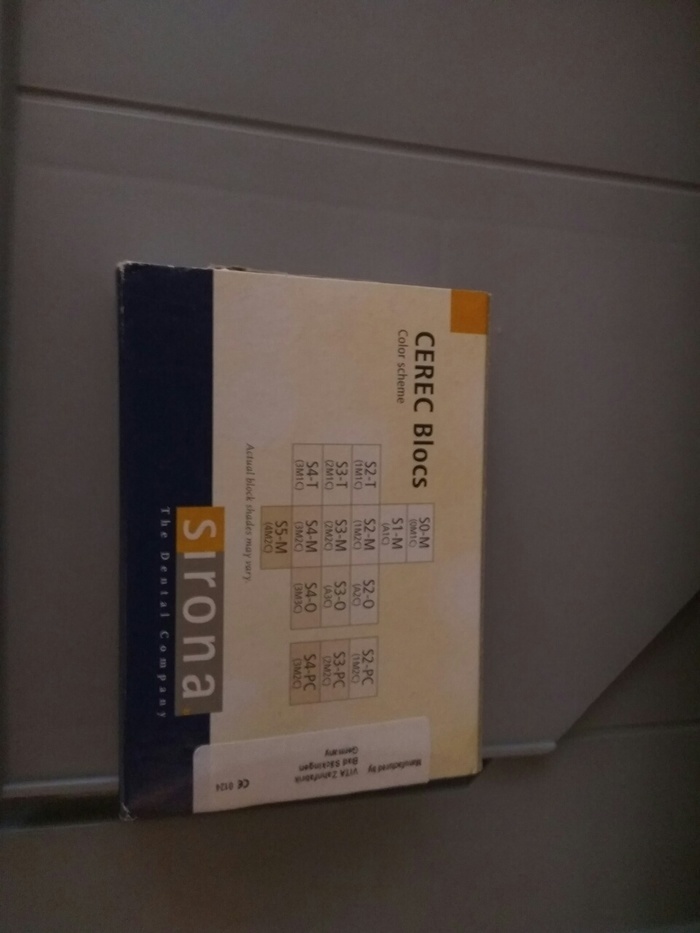 CEREC Blocs
Color scheme
S0-M
(0M1C)
S1-M
(A1C)
S2-T S2-M S2-O S2-PC
(1M1C) (1M2C) (A2C) (1M2C)
S3-T S3-M S3-O S3-PC
(2M1C) (2M2C) (A3C) (2M2C)
S4-T S4-M S4-O S4-PC
(3M1C) (3M2C) (3M3C) (3M2C)
S5-M
(4M2C)
Actual block shades may vary.
sirona.
The Dental Company
Manufactured by
VITA Zahnfabrik
Bad Säckingen
Germany
CE 0124